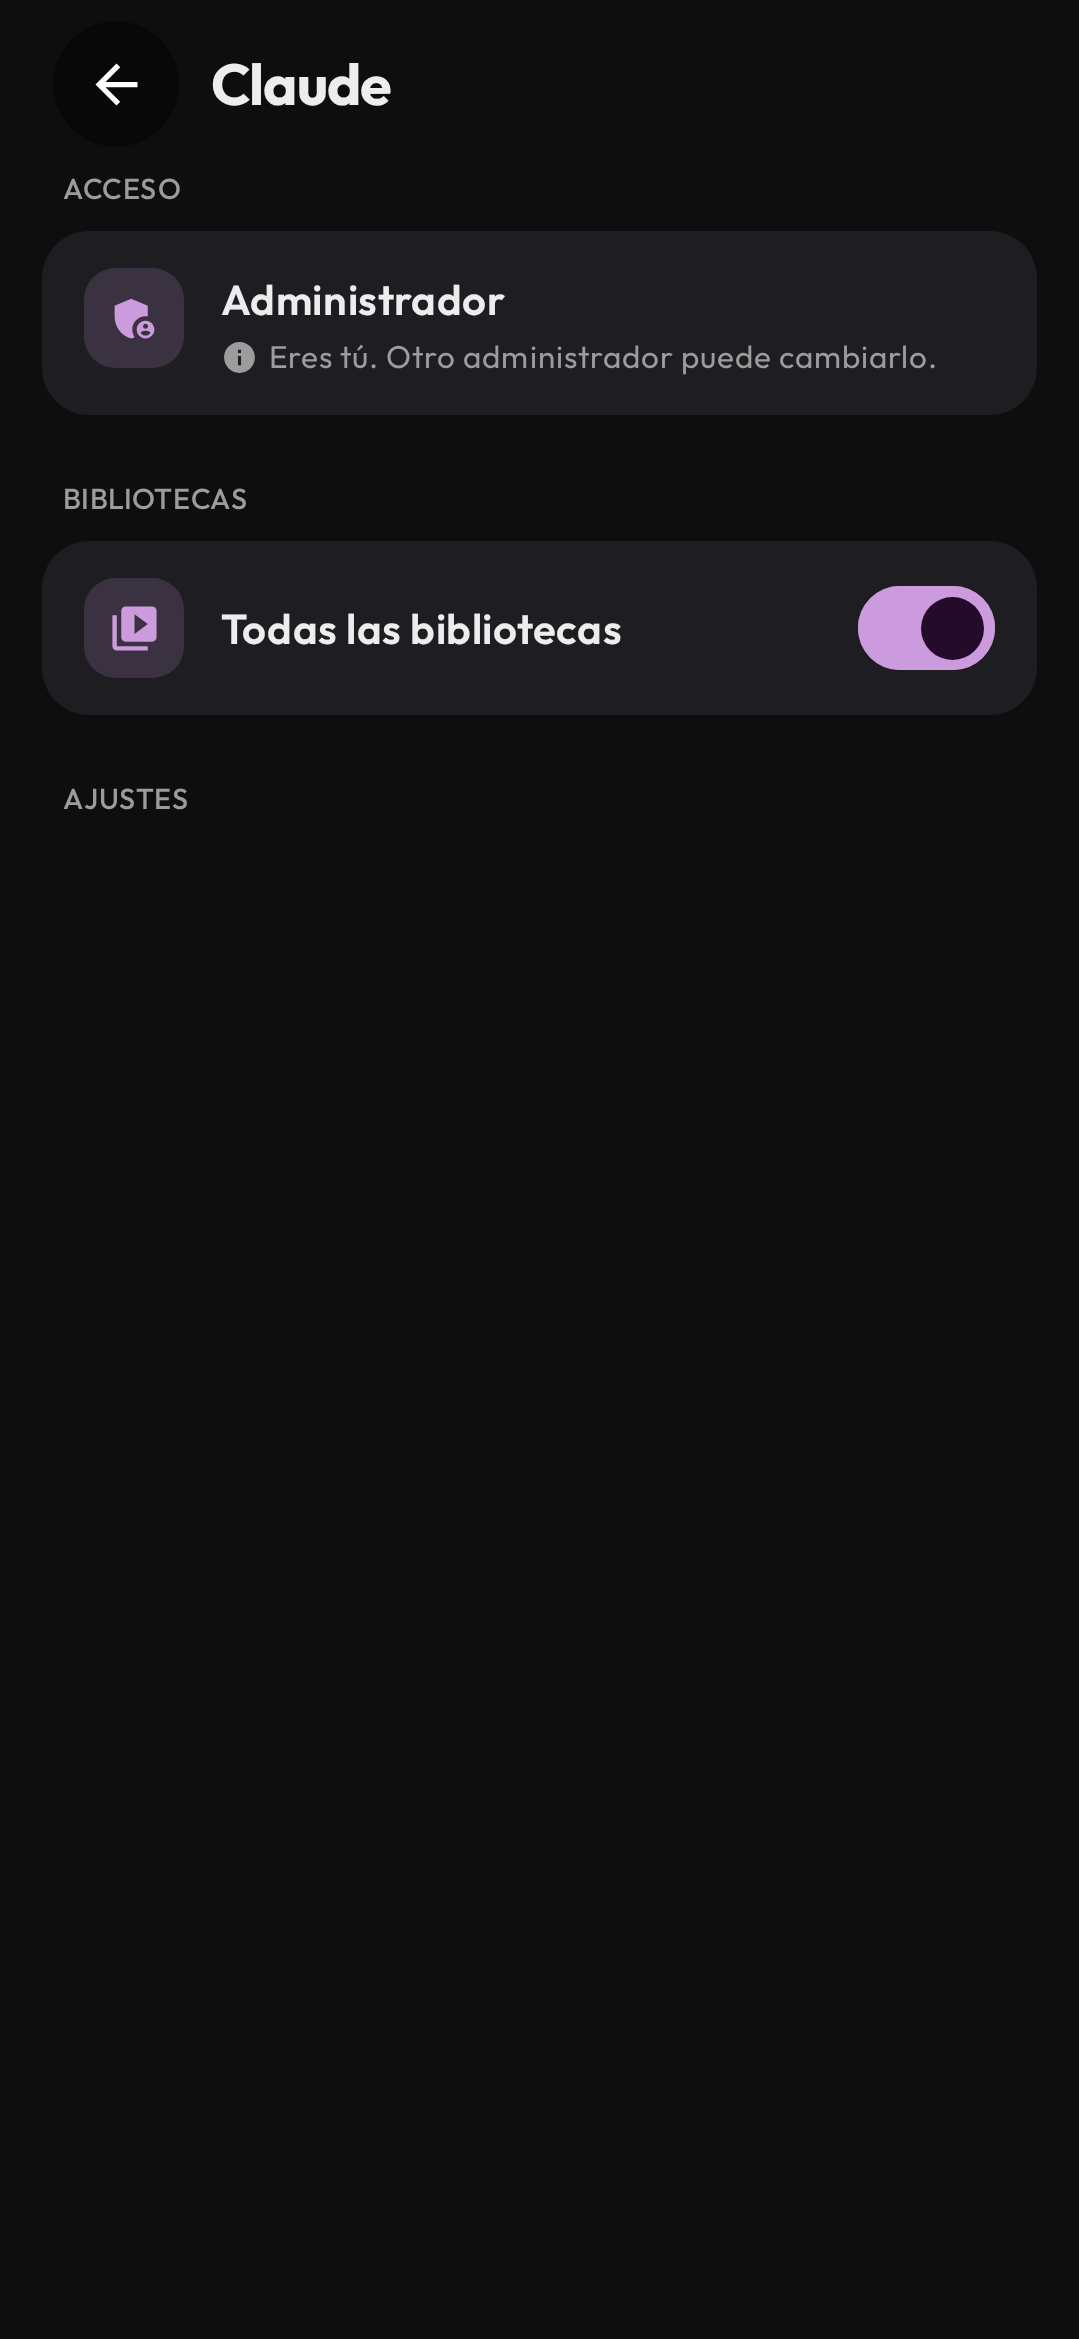 Claude
ACCESO
Administrador
Eres tú. Otro administrador puede cambiarlo.
BIBLIOTECAS
Todas las bibliotecas
AJUSTES